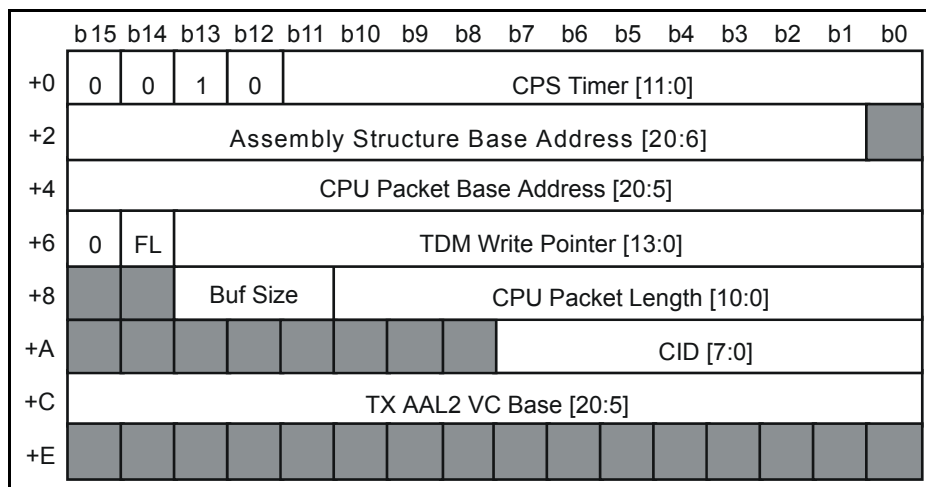 b15 b14 b13 b12 b11 b10 b9 b8 b7 b6 b5 b4 b3 b2 b1 b0
+0 0 0 1 0 CPS Timer [11:0]
+2 Assembly Structure Base Address [20:6]
+4 CPU Packet Base Address [20:5]
+6 0 FL TDM Write Pointer [13:0]
+8 Buf Size CPU Packet Length [10:0]
+A CID [7:0]
+C TX AAL2 VC Base [20:5]
+E